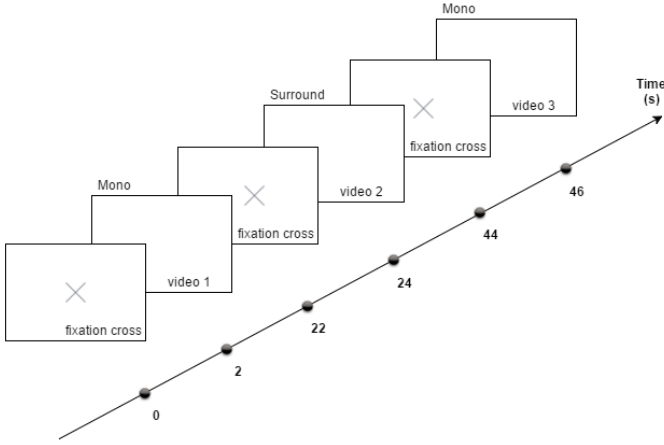 Mono
Time
(s)
Surround
video 3
fixation cross
Mono
video 2
fixation cross
video 1
fixation cross
46
44
24
22
2
0